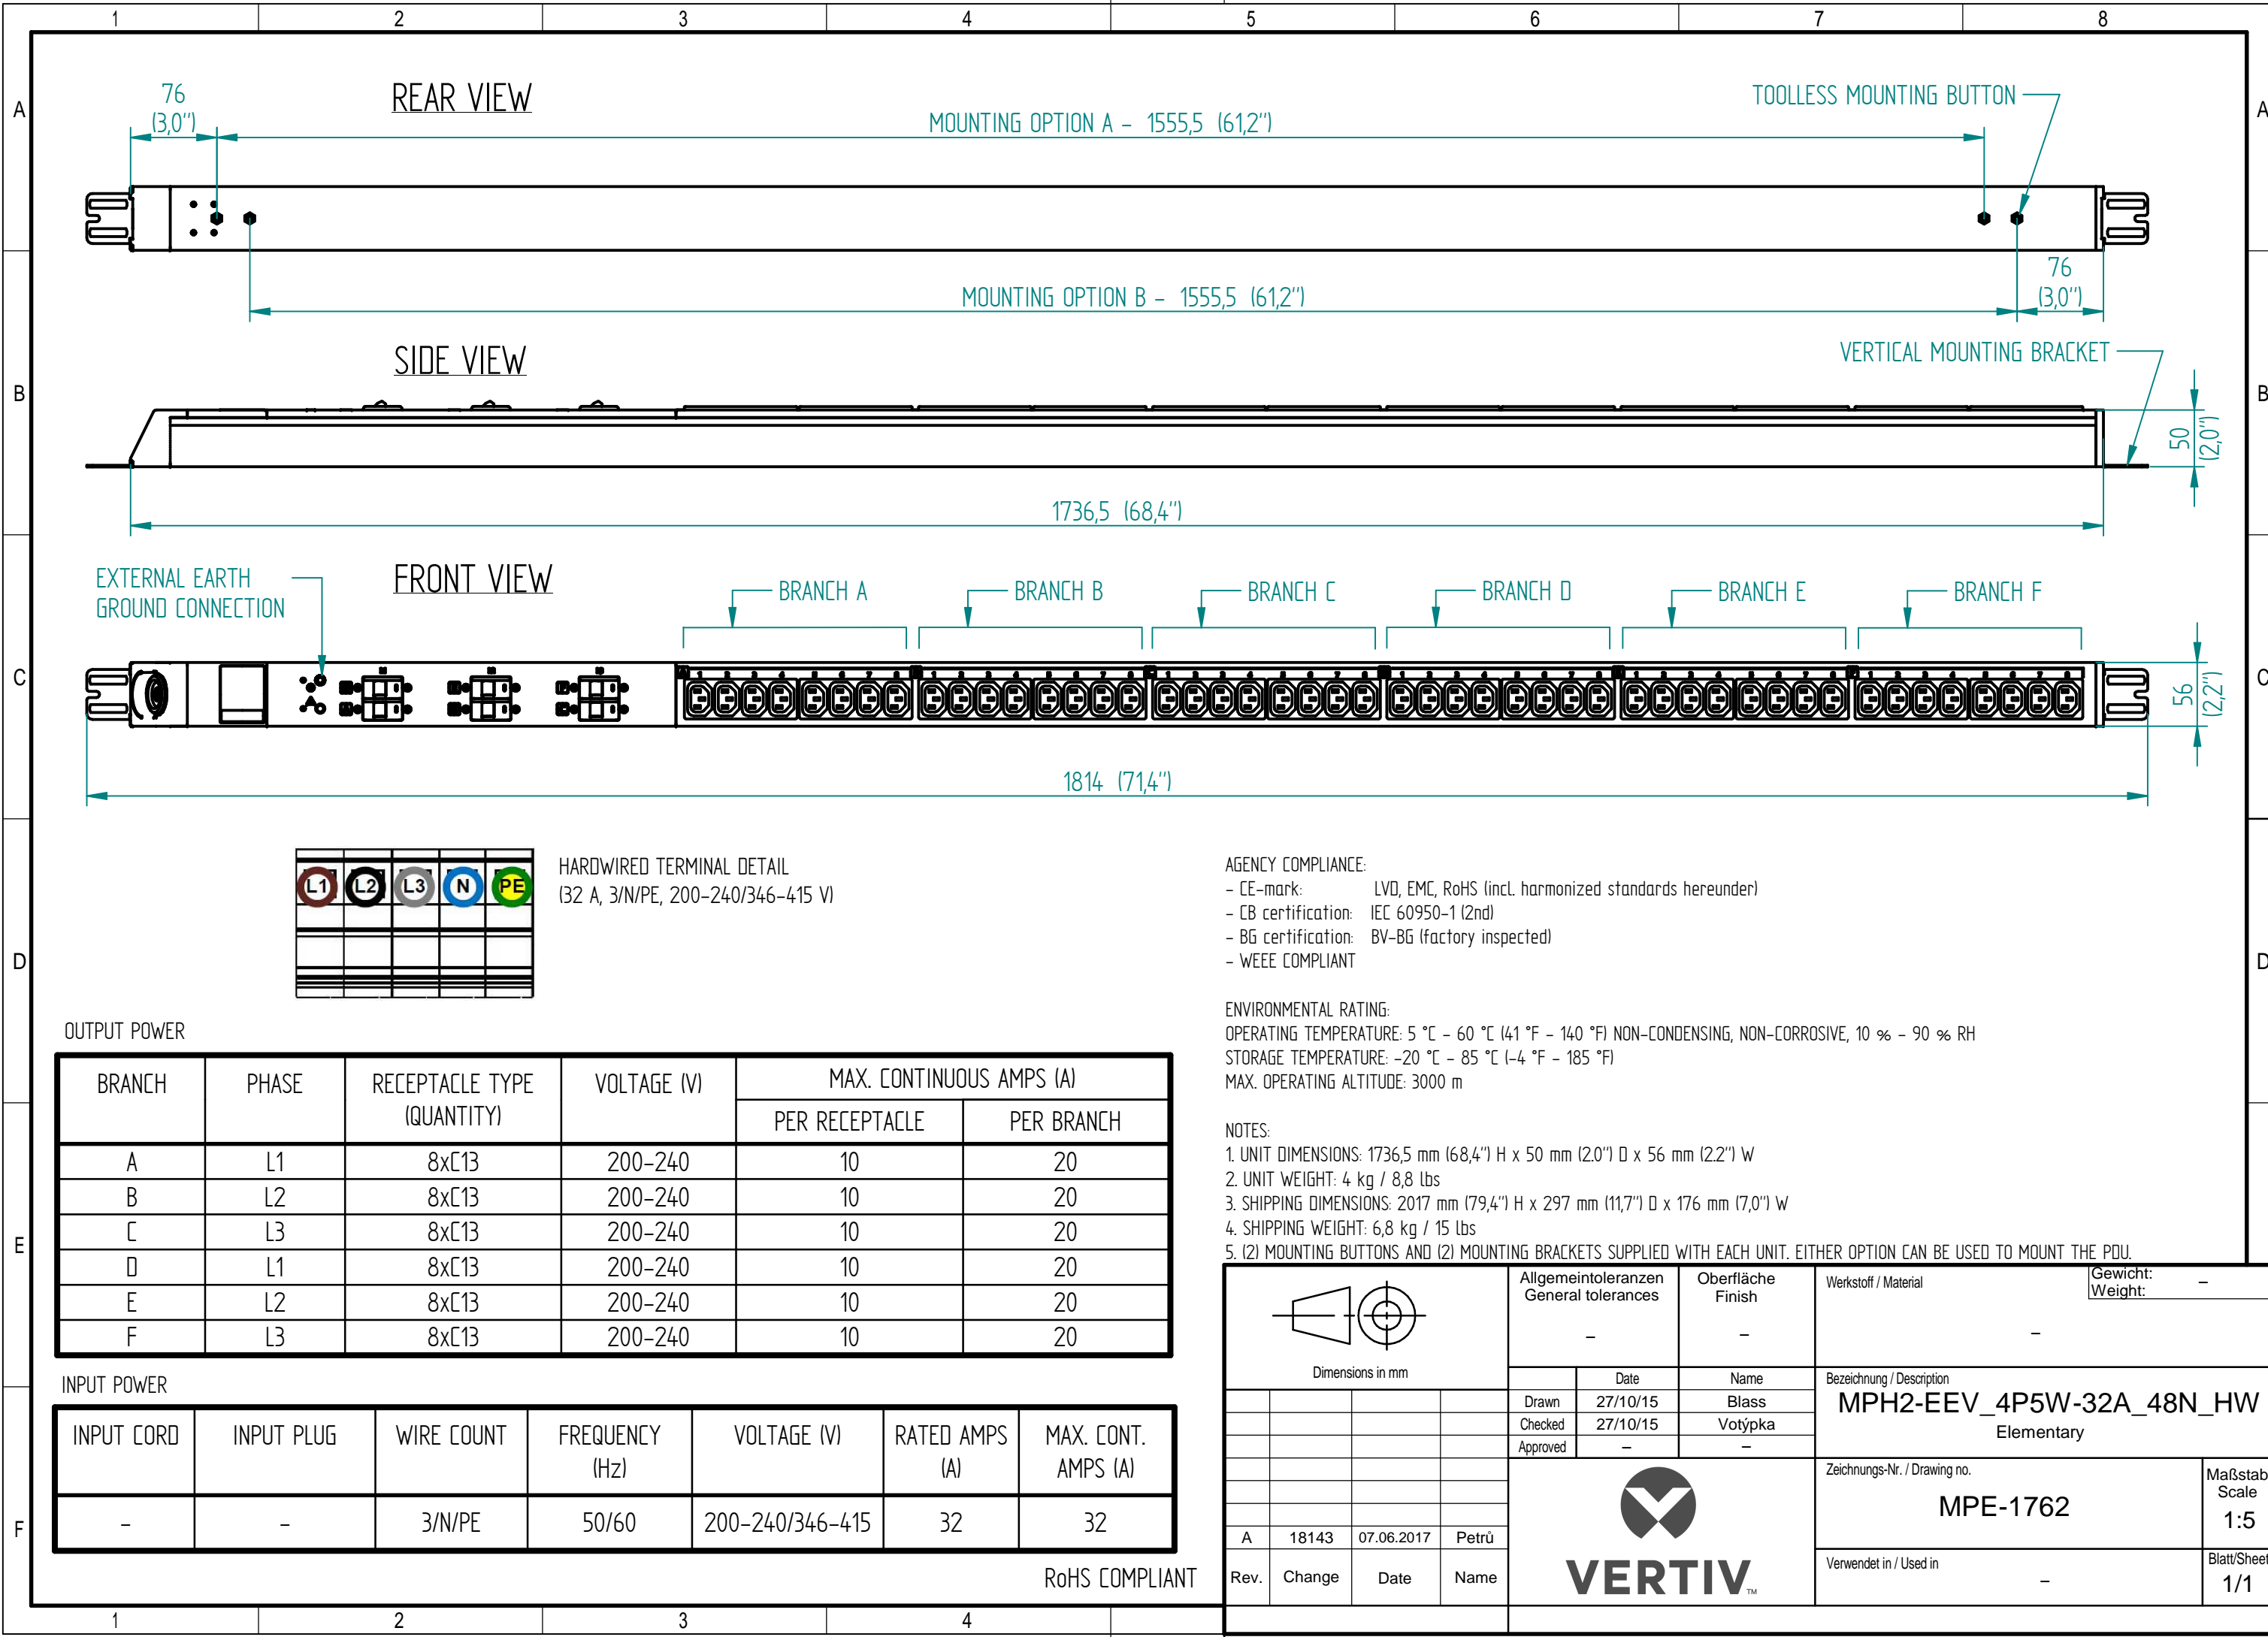 1 2 3 4 5 6 7 8
A A
B B
C C
D D
E
F
REAR VIEW
76
(3,0'')
MOUNTING OPTION A - 1555,5 (61,2'')
TOOLLESS MOUNTING BUTTON
MOUNTING OPTION B - 1555,5 (61,2'')
76
(3,0'')
SIDE VIEW
VERTICAL MOUNTING BRACKET
50
(2,0'')
1736,5 (68,4'')
EXTERNAL EARTH
GROUND CONNECTION
FRONT VIEW
BRANCH A
BRANCH B
BRANCH C
BRANCH D
BRANCH E
BRANCH F
56
(2,2'')
1814 (71,4'')
L1 L2 L3 N PE
HARDWIRED TERMINAL DETAIL
(32 A, 3/N/PE, 200-240/346-415 V)
AGENCY COMPLIANCE:
- CE-mark: LVD, EMC, RoHS (incl. harmonized standards hereunder)
- CB certification: IEC 60950-1 (2nd)
- BG certification: BV-BG (factory inspected)
- WEEE COMPLIANT
ENVIRONMENTAL RATING:
OPERATING TEMPERATURE: 5 °C - 60 °C (41 °F - 140 °F) NON-CONDENSING, NON-CORROSIVE, 10 % - 90 % RH
STORAGE TEMPERATURE: -20 °C - 85 °C (-4 °F - 185 °F)
MAX. OPERATING ALTITUDE: 3000 m
NOTES:
1. UNIT DIMENSIONS: 1736,5 mm (68,4'') H x 50 mm (2.0'') D x 56 mm (2.2'') W
2. UNIT WEIGHT: 4 kg / 8,8 lbs
3. SHIPPING DIMENSIONS: 2017 mm (79,4'') H x 297 mm (11,7'') D x 176 mm (7,0'') W
4. SHIPPING WEIGHT: 6,8 kg / 15 lbs
5. (2) MOUNTING BUTTONS AND (2) MOUNTING BRACKETS SUPPLIED WITH EACH UNIT. EITHER OPTION CAN BE USED TO MOUNT THE PDU.
OUTPUT POWER
BRANCH PHASE RECEPTACLE TYPE (QUANTITY) VOLTAGE (V) MAX. CONTINUOUS AMPS (A)
PER RECEPTACLE PER BRANCH
A L1 8xC13 200-240 10 20
B L2 8xC13 200-240 10 20
C L3 8xC13 200-240 10 20
D L1 8xC13 200-240 10 20
E L2 8xC13 200-240 10 20
F L3 8xC13 200-240 10 20
INPUT POWER
INPUT CORD INPUT PLUG WIRE COUNT FREQUENCY (Hz) VOLTAGE (V) RATED AMPS (A) MAX. CONT. AMPS (A)
- - 3/N/PE 50/60 200-240/346-415 32 32
RoHS COMPLIANT
Dimensions in mm
Allgemeintoleranzen
General tolerances
-
Oberfläche
Finish
-
Werkstoff / Material
-
Gewicht:
Weight: -
Date Name
Drawn 27/10/15 Blass
Checked 27/10/15 Votýpka
Approved - -
Bezeichnung / Description
MPH2-EEV_4P5W-32A_48N_HW
Elementary
Zeichnungs-Nr. / Drawing no.
MPE-1762
Maßstab
Scale
1:5
Verwendet in / Used in
-
Blatt/Sheet
1/1
A 18143 07.06.2017 Petrů
Rev. Change Date Name
VERTIV™
1 2 3 4